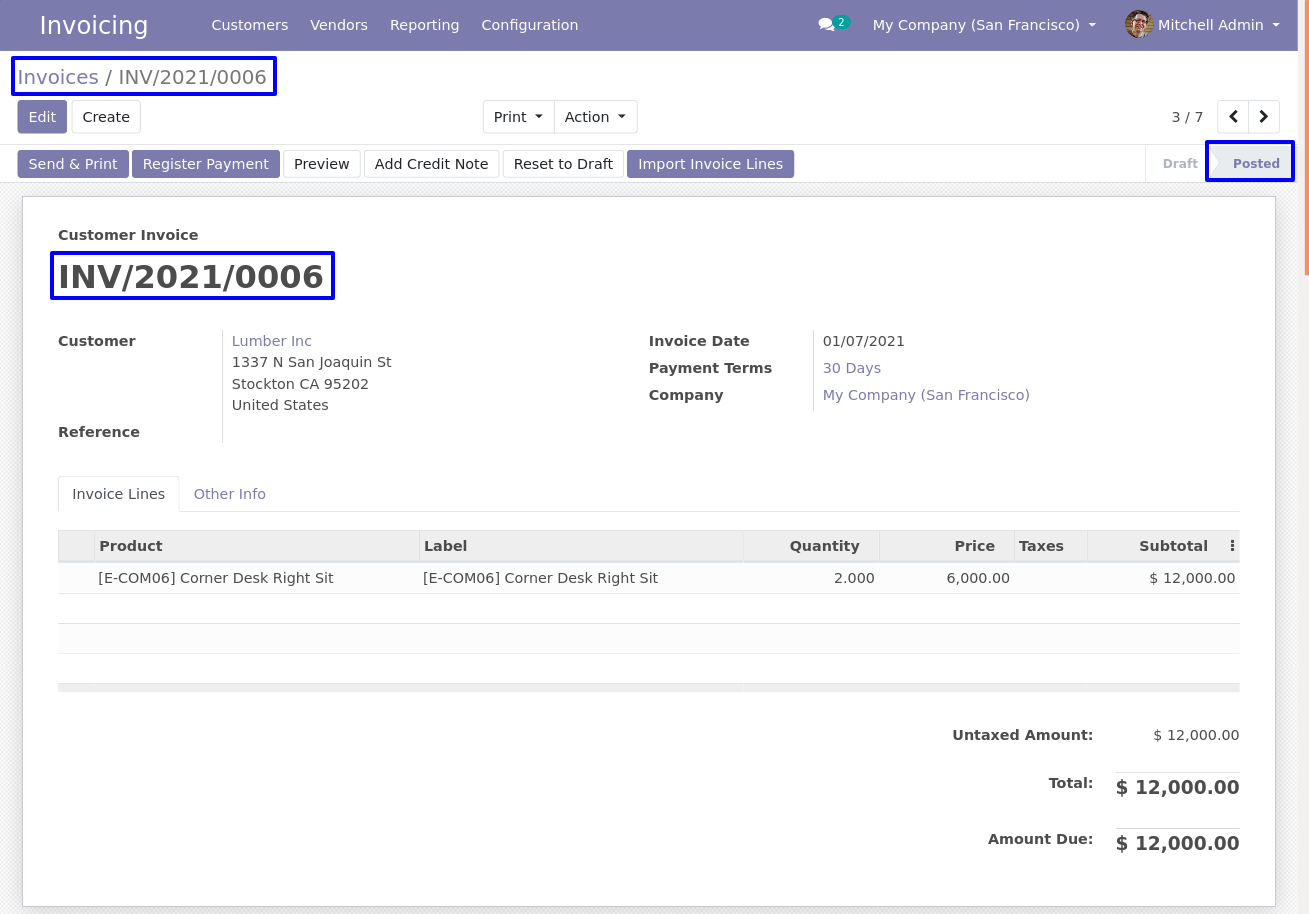 Invoicing Customers Vendors Reporting Configuration 2 My Company (San Francisco) Mitchell Admin
Invoices / INV/2021/0006
Edit Create Print Action 3 / 7
Send & Print Register Payment Preview Add Credit Note Reset to Draft Import Invoice Lines Draft Posted
Customer Invoice
INV/2021/0006
Customer Lumber Inc Invoice Date 01/07/2021
1337 N San Joaquin St
Payment Terms 30 Days
Stockton CA 95202
Company My Company (San Francisco)
United States
Reference
Invoice Lines Other Info
Product Label Quantity Price Taxes Subtotal
[E-COM06] Corner Desk Right Sit [E-COM06] Corner Desk Right Sit 2.000 6,000.00 $ 12,000.00
Untaxed Amount: $ 12,000.00
Total: $ 12,000.00
Amount Due: $ 12,000.00